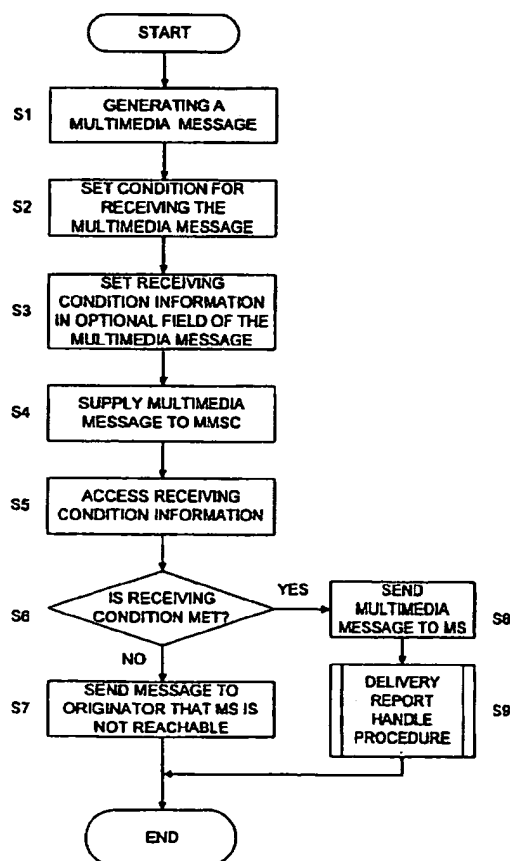 START
S1
GENERATING A
MULTIMEDIA MESSAGE
S2
SET CONDITION FOR
RECEIVING THE
MULTIMEDIA MESSAGE
S3
SET RECEIVING
CONDITION INFORMATION
IN OPTIONAL FIELD OF THE
MULTIMEDIA MESSAGE
S4
SUPPLY MULTIMEDIA
MESSAGE TO MMSC
S5
ACCESS RECEIVING
CONDITION INFORMATION
S6
IS RECEIVING
CONDITION MET?
YES
SEND
MULTIMEDIA
MESSAGE TO MS
S8
NO
S7
SEND MESSAGE TO
ORIGINATOR THAT MS IS
NOT REACHABLE
DELIVERY
REPORT
HANDLE
PROCEDURE
S9
END